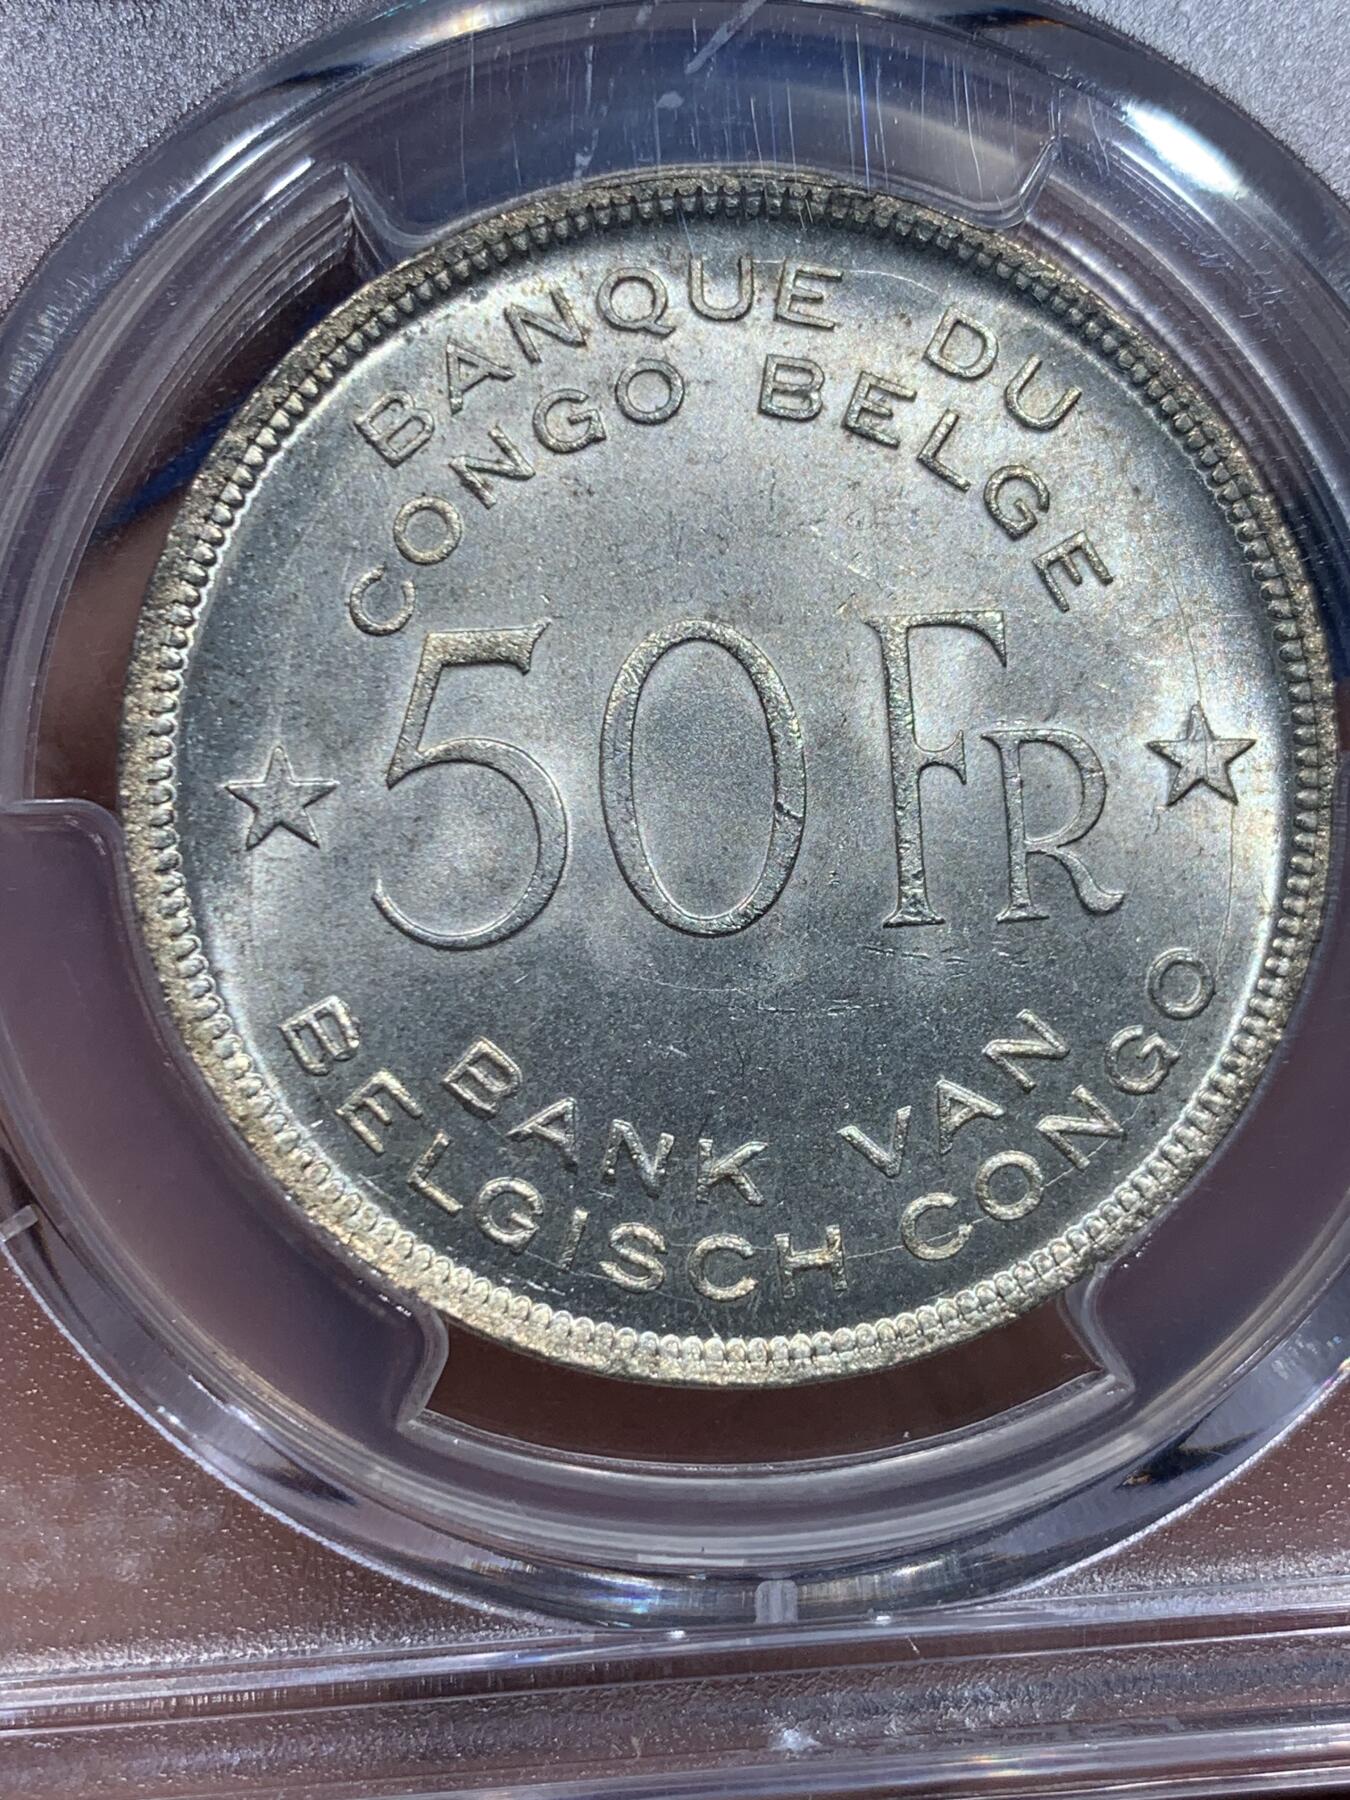 BANQUE DU
CONGO BELGE
50 FR
BANK VAN
BELGISCH CONGO